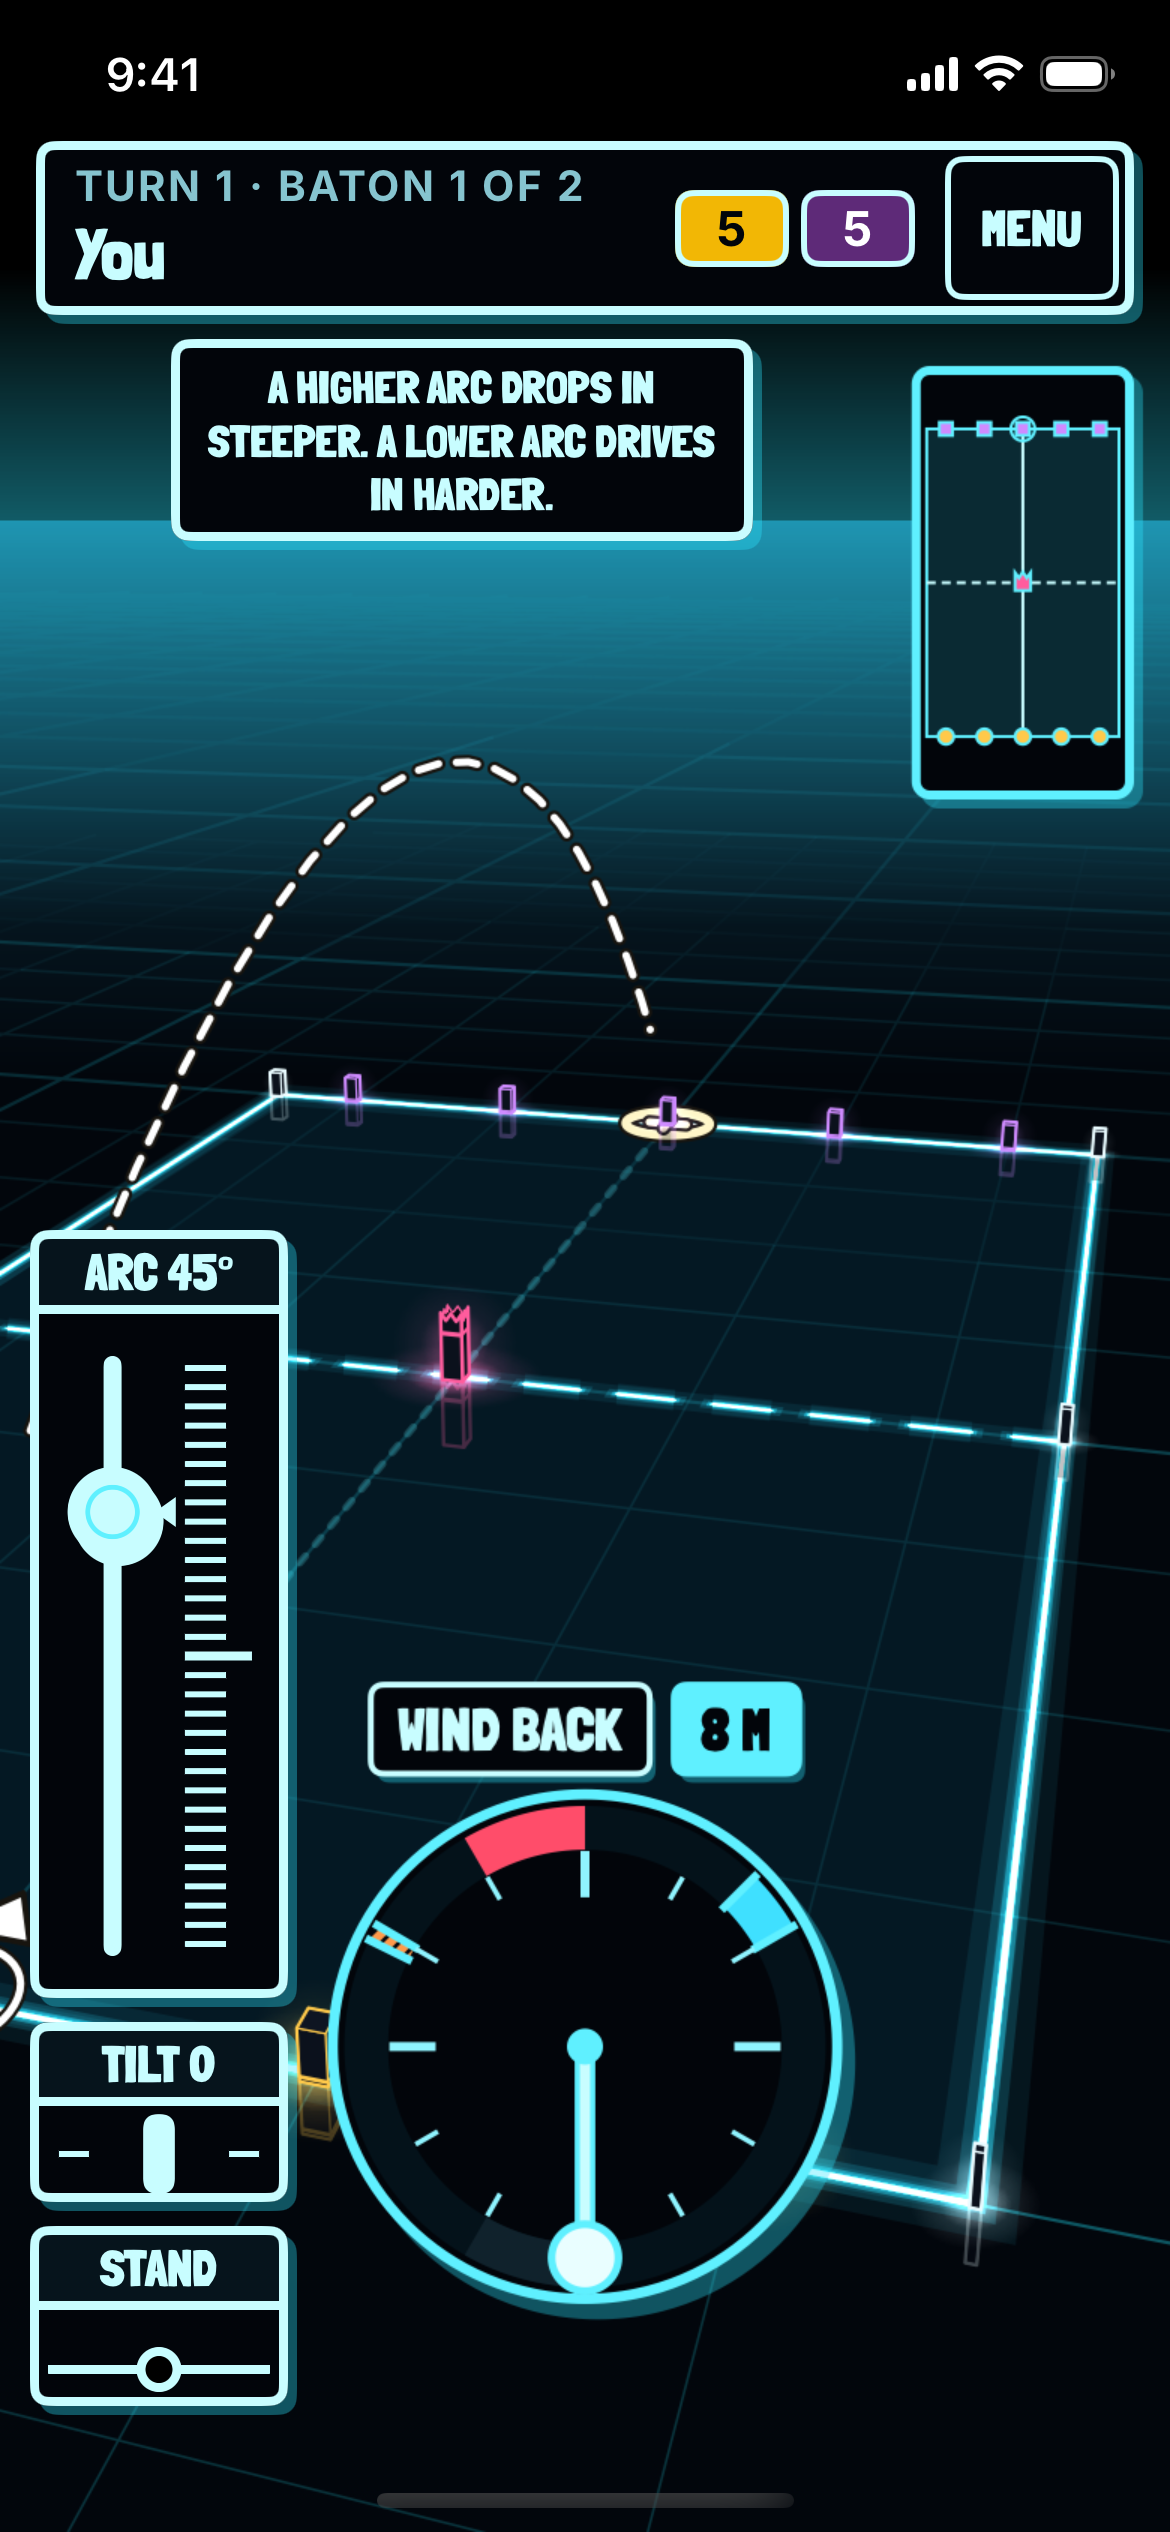 9:41
TURN 1 · BATON 1 OF 2
You
5
5
MENU
A HIGHER ARC DROPS IN
STEEPER. A LOWER ARC DRIVES
IN HARDER.
ARC 45°
WIND BACK
8 M
TILT 0
STAND